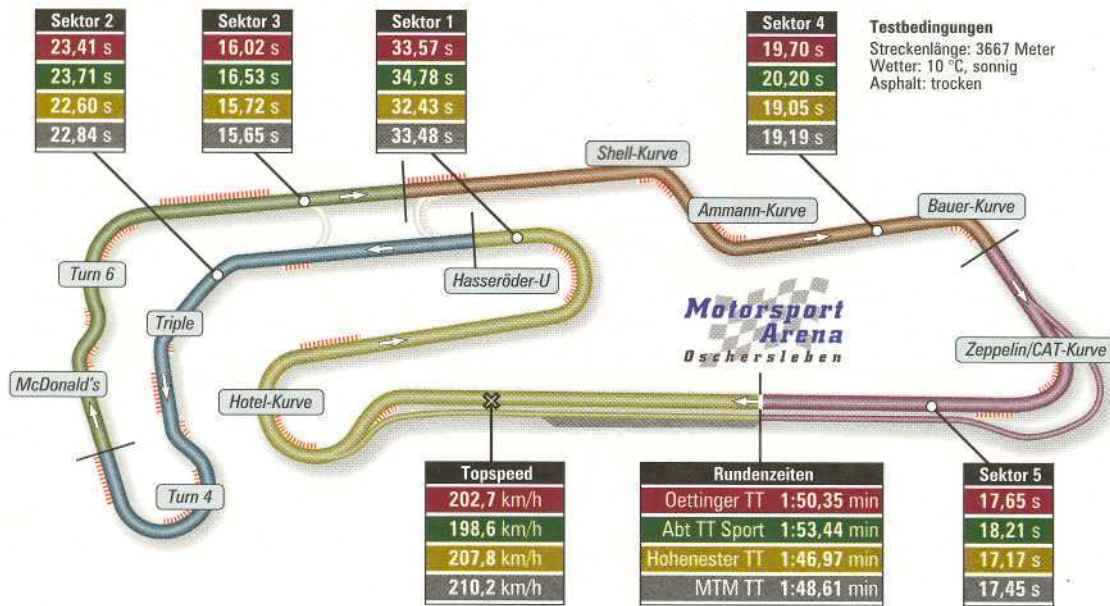 Sektor 2
23,41 s
23,71 s
22,60 s
22,84 s
Sektor 3
16,02 s
16,53 s
15,72 s
15,65 s
Sektor 1
33,57 s
34,78 s
32,43 s
33,48 s
Sektor 4
19,70 s
20,20 s
19,05 s
19,19 s
Testbedingungen
Streckenlänge: 3667 Meter
Wetter: 10 °C, sonnig
Asphalt: trocken
Shell-Kurve
Ammann-Kurve
Bauer-Kurve
Turn 6
Hasseröder-U
Triple
Motorsport
Arena
Oschersleben
Zeppelin/CAT-Kurve
McDonald's
Hotel-Kurve
Turn 4
Topspeed
202,7 km/h
198,6 km/h
207,8 km/h
210,2 km/h
Rundenzeiten
Oettinger TT 1:50,35 min
Abt TT Sport 1:53,44 min
Hohenester TT 1:46,97 min
MTM TT 1:48,61 min
Sektor 5
17,65 s
18,21 s
17,17 s
17,45 s